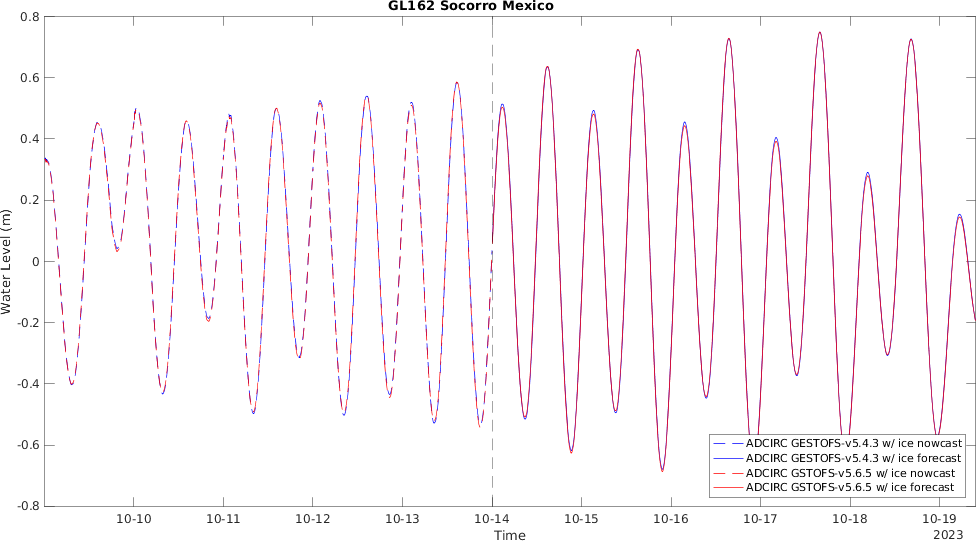 GL162 Socorro Mexico
0.8
0.6
0.4
0.2
0
-0.2
-0.4
-0.6
-0.8
Water Level (m)
ADCIRC GESTOFS-v5.4.3 w/ ice nowcast
ADCIRC GESTOFS-v5.4.3 w/ ice forecast
ADCIRC GSTOFS-v5.6.5 w/ ice nowcast
ADCIRC GSTOFS-v5.6.5 w/ ice forecast
10-10 10-11 10-12 10-13 10-14 10-15 10-16 10-17 10-18 10-19
Time
2023